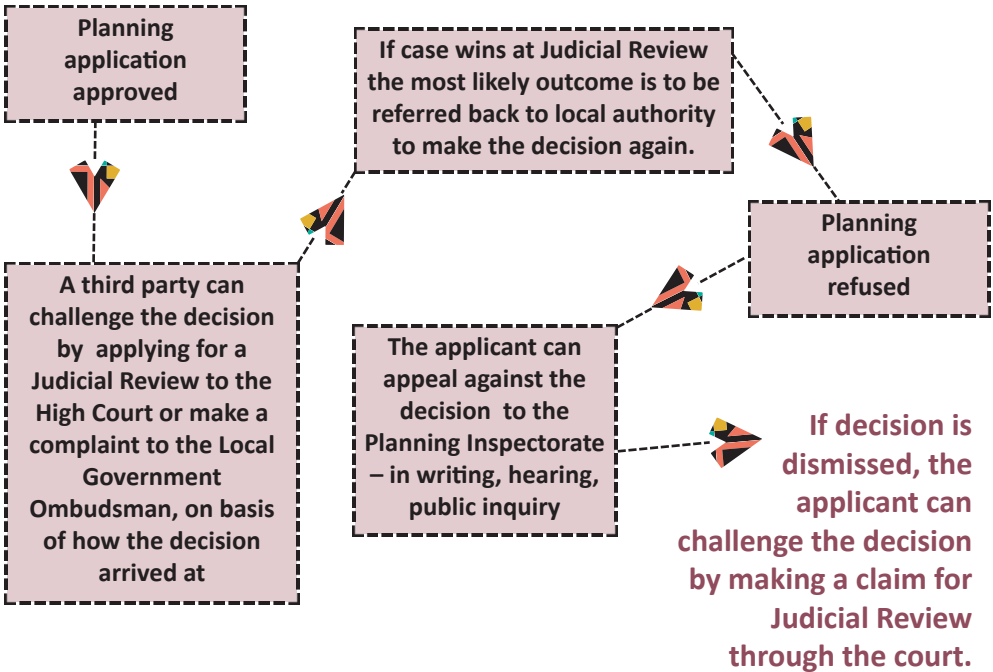 Planning
application
approved
A third party can
challenge the decision
by applying for a
Judicial Review to the
High Court or make a
complaint to the Local
Government
Ombudsman, on basis
of how the decision
arrived at
If case wins at Judicial Review
the most likely outcome is to be
referred back to local authority
to make the decision again.
Planning
application
refused
The applicant can
appeal against the
decision to the
Planning Inspectorate
– in writing, hearing,
public inquiry
If decision is
dismissed, the
applicant can
challenge the decision
by making a claim for
Judicial Review
through the court.